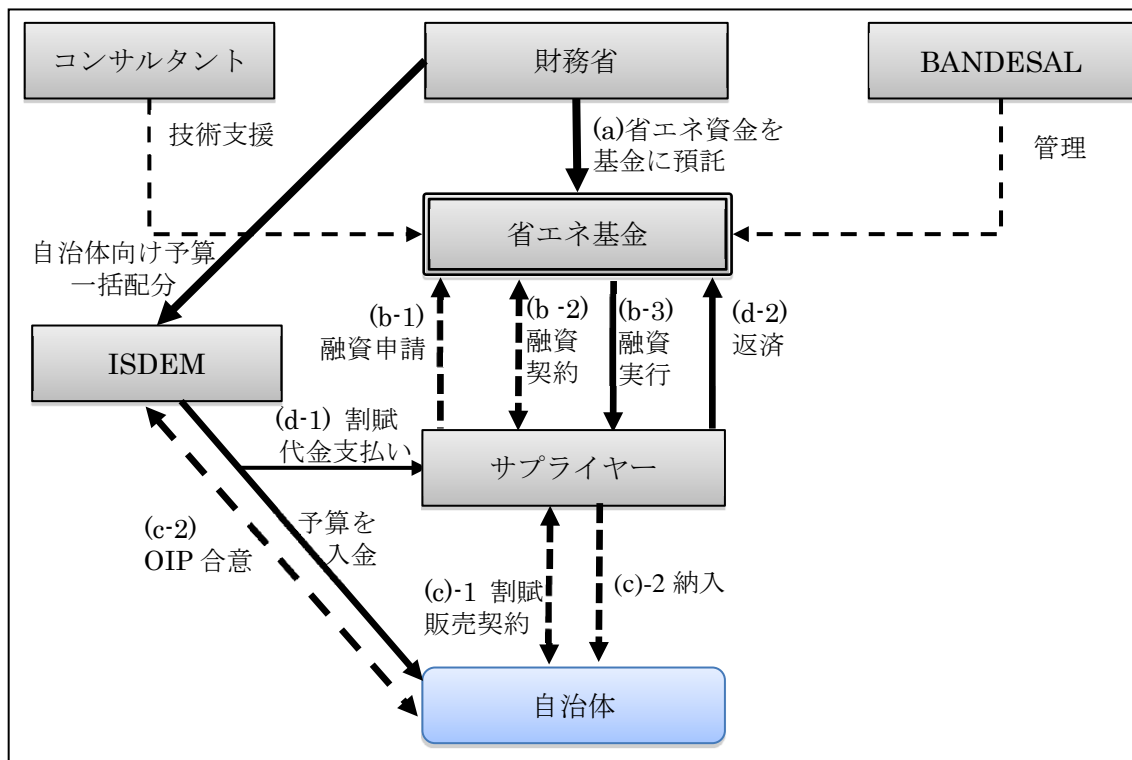 コンサルタント
財務省
BANDESAL
技術支援
(a)省エネ資金を
基金に預託
管理
省エネ基金
自治体向け予算
一括配分
(b-1)
融資申請
(b -2)
融資
契約
(b-3)
融資
実行
(d-2)
返済
ISDEM
(d-1) 割賦
代金支払い
サプライヤー
(c-2)
OIP 合意
予算を
入金
(c)-1 割賦
販売契約
(c)-2 納入
自治体